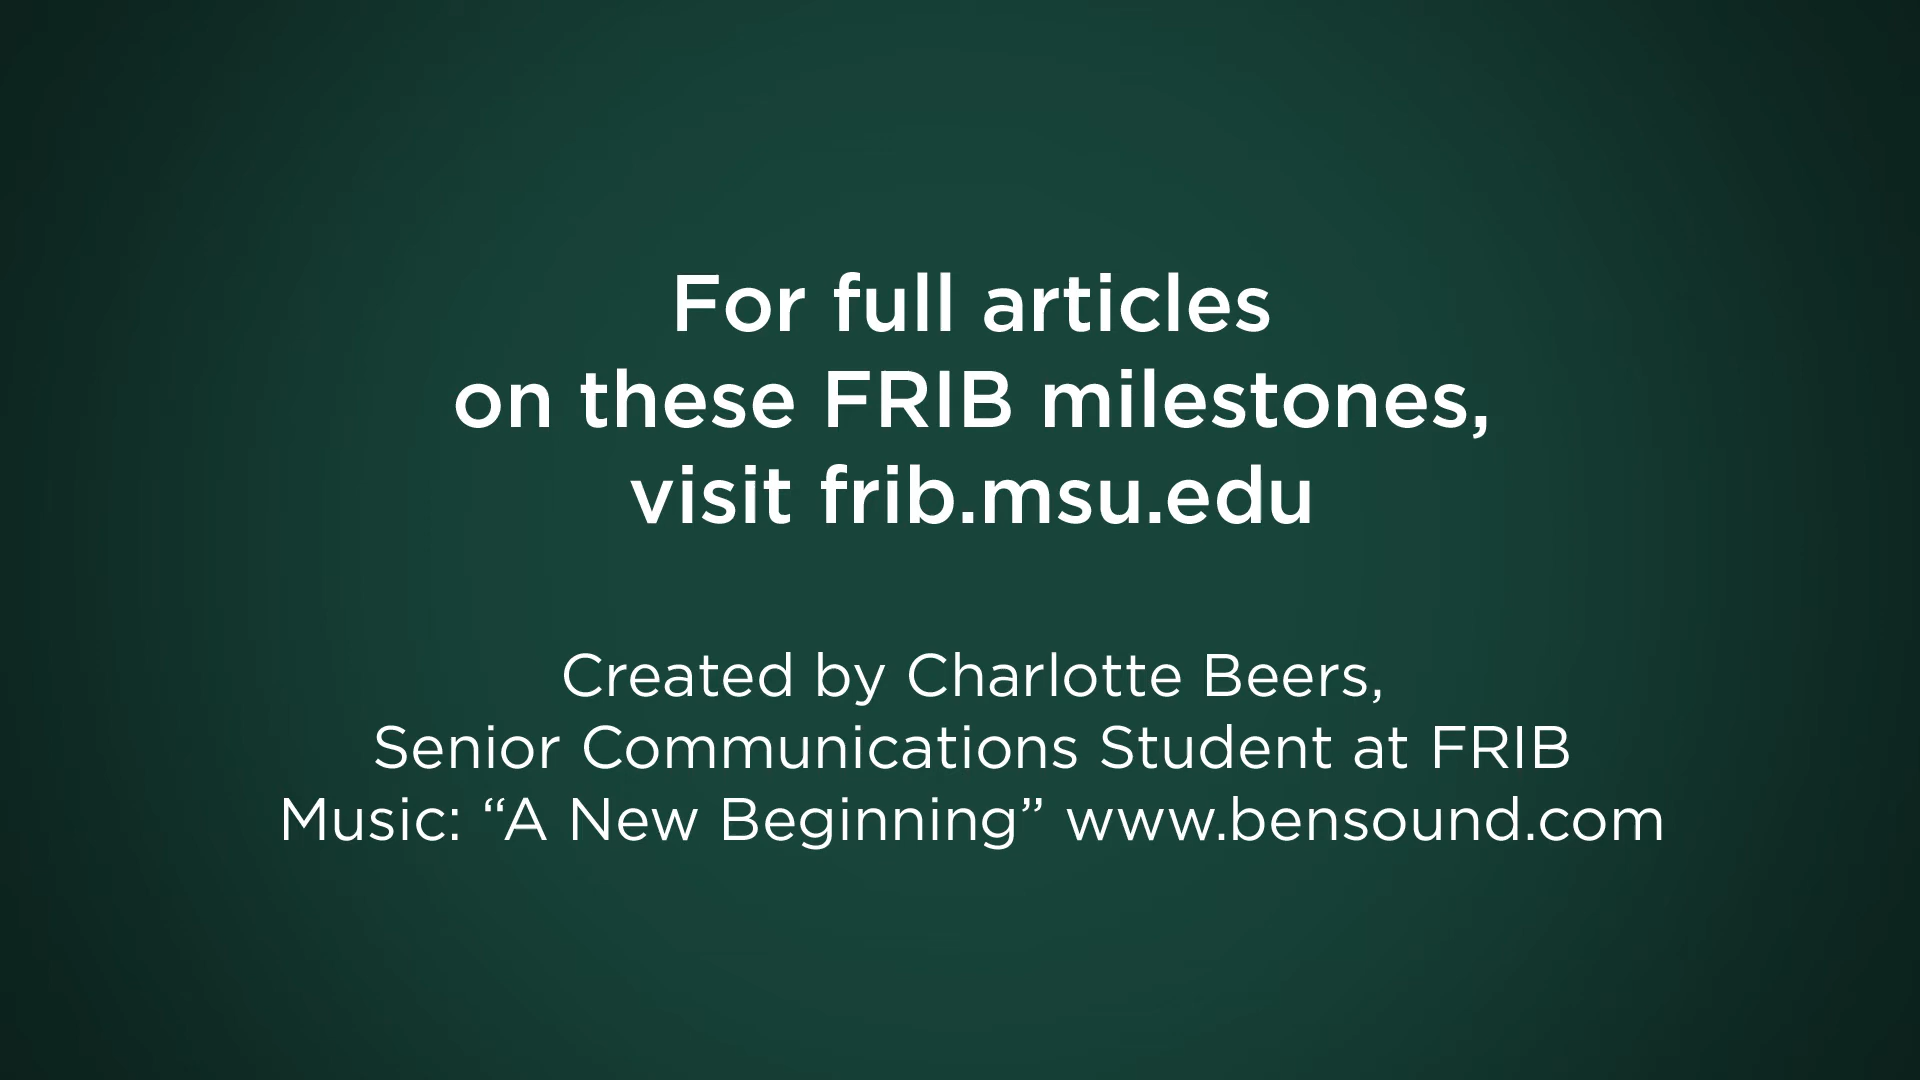 For full articles
on these FRIB milestones,
visit frib.msu.edu
Created by Charlotte Beers,
Senior Communications Student at FRIB
Music: “A New Beginning” www.bensound.com